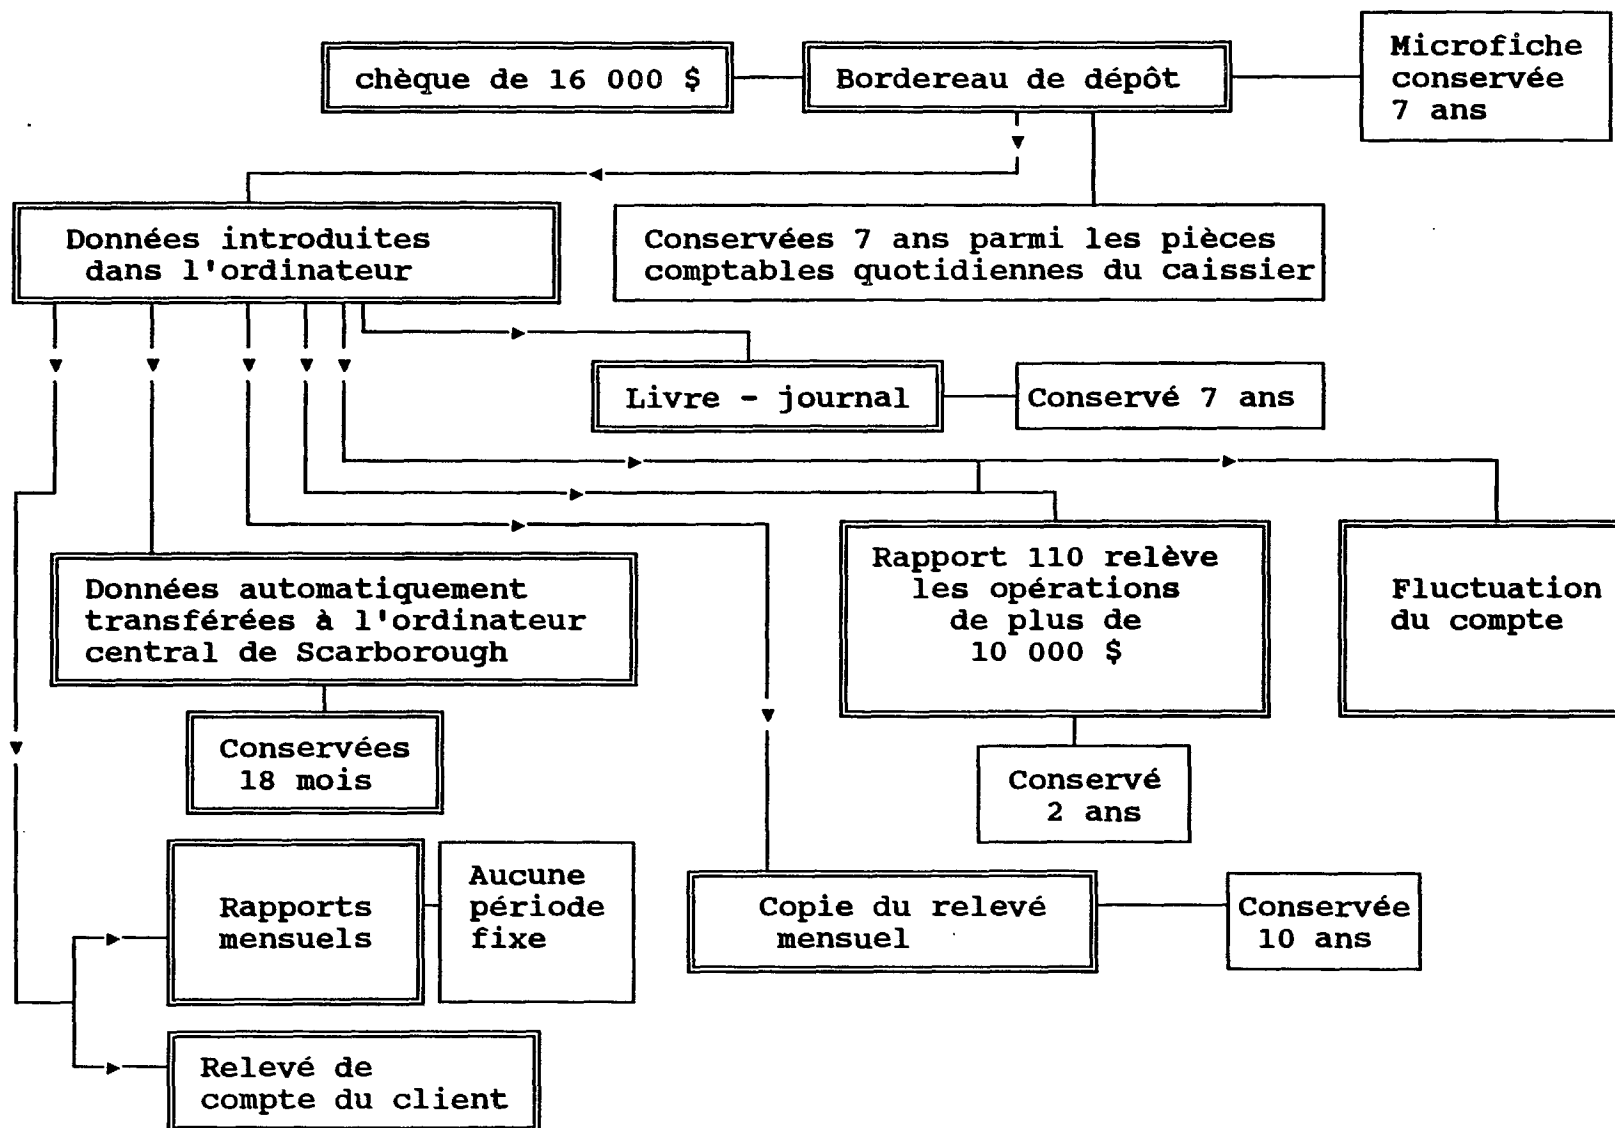 chèque de 16 000 $
Bordereau de dépôt
Microfiche
conservée
7 ans
Données introduites
dans l'ordinateur
Conservées 7 ans parmi les pièces
comptables quotidiennes du caissier
Livre - journal
Conservé 7 ans
Données automatiquement
transférées à l'ordinateur
central de Scarborough
Rapport 110 relève
les opérations
de plus de
10 000 $
Fluctuation
du compte
Conservées
18 mois
Conservé
2 ans
Rapports
mensuels
Aucune
période
fixe
Copie du relevé
mensuel
Conservée
10 ans
Relevé de
compte du client